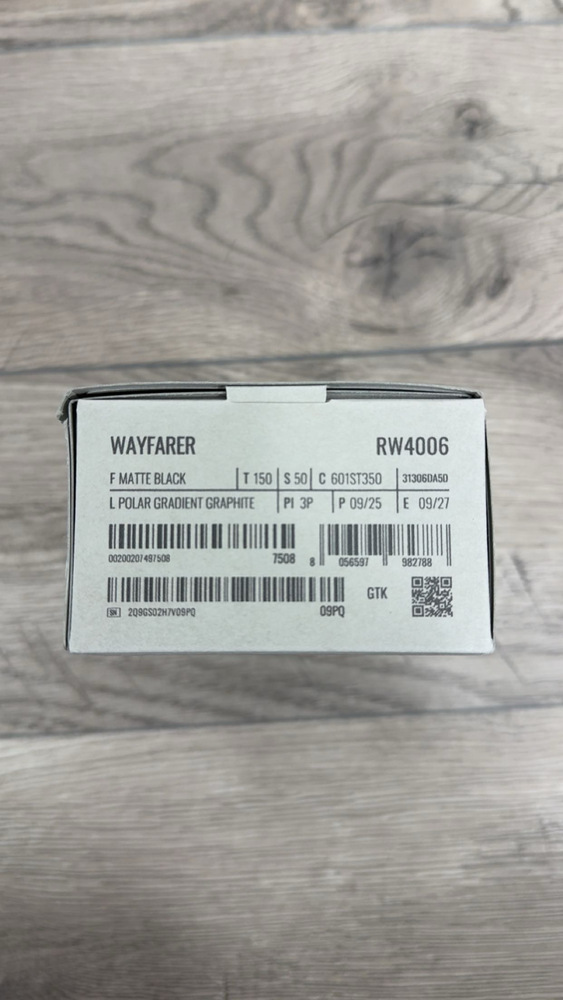 WAYFARER RW4006
F MATTE BLACK T 150 S 50 C 601ST350 31306DA5D
L POLAR GRADIENT GRAPHITE PI 3P P 09/25 E 09/27
00200207497508 7508 8 056597 982788
GTK
SN 2Q9GS02H7V09PQ 09PQ